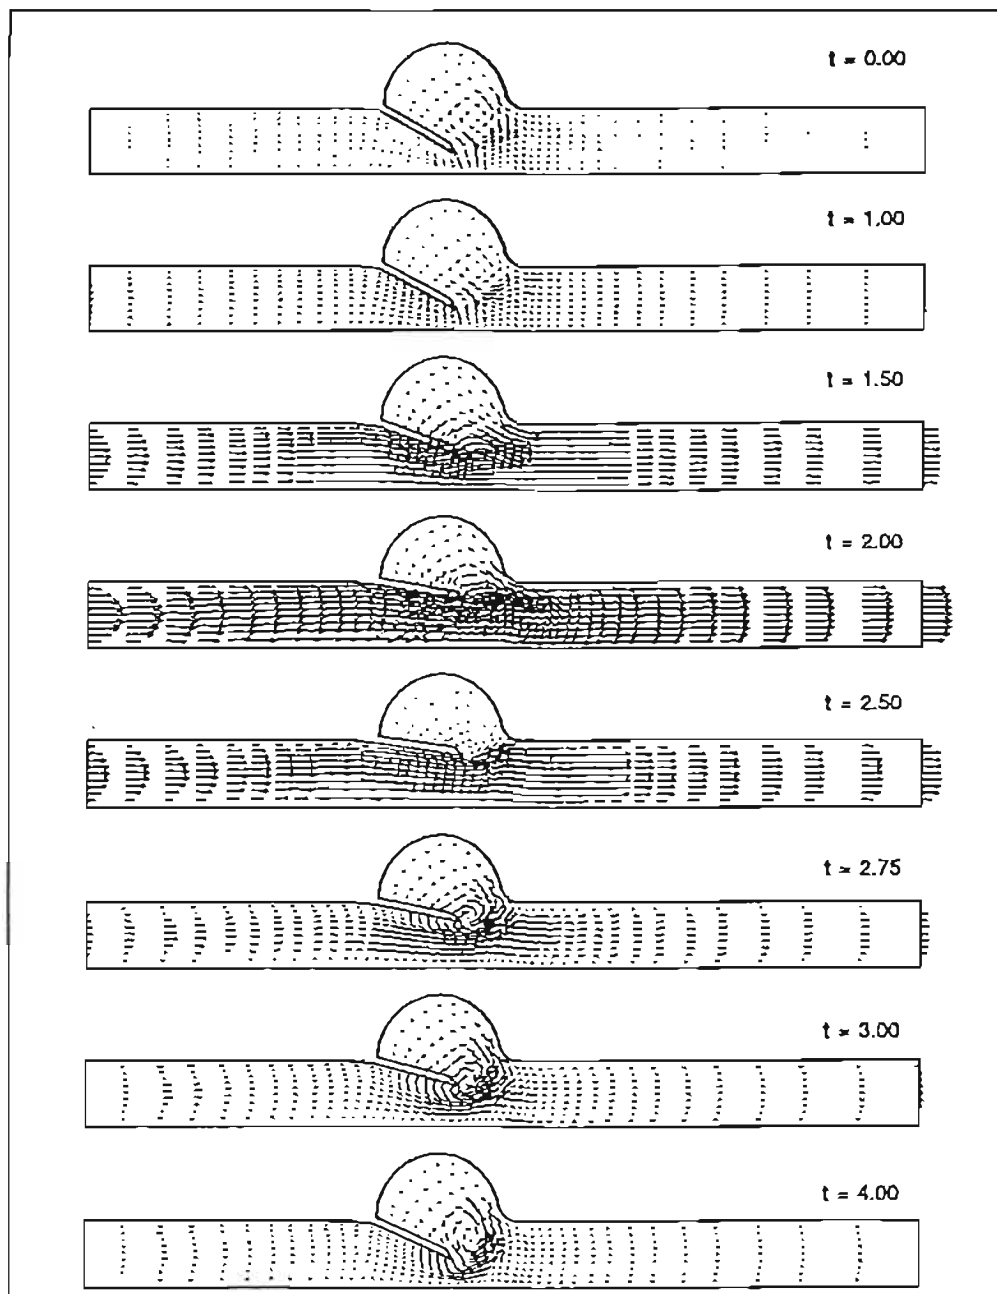 t = 0.00
t = 1.00
t = 1.50
t = 2.00
t = 2.50
t = 2.75
t = 3.00
t = 4.00